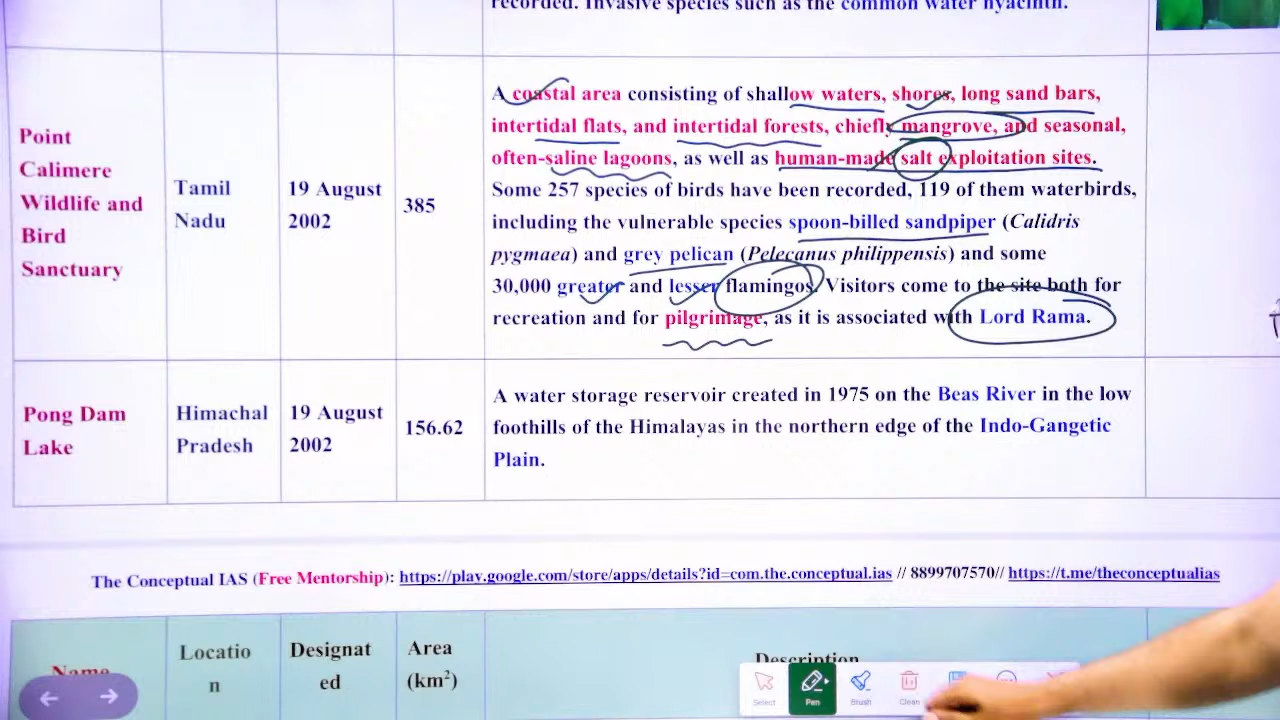 recorded. Invasive species such as the common water hyacinth.
Point
Calimere
Wildlife and
Bird
Sanctuary
Tamil
Nadu
19 August
2002
385
A coastal area consisting of shallow waters, shores, long sand bars,
intertidal flats, and intertidal forests, chiefly mangrove, and seasonal,
often-saline lagoons, as well as human-made salt exploitation sites.
Some 257 species of birds have been recorded, 119 of them waterbirds,
including the vulnerable species spoon-billed sandpiper (Calidris
pygmaea) and grey pelican (Pelecanus philippensis) and some
30,000 greater and lesser flamingos. Visitors come to the site both for
recreation and for pilgrimage, as it is associated with Lord Rama.
Pong Dam
Lake
Himachal
Pradesh
19 August
2002
156.62
A water storage reservoir created in 1975 on the Beas River in the low
foothills of the Himalayas in the northern edge of the Indo-Gangetic
Plain.
The Conceptual IAS (Free Mentorship): https://play.google.com/store/apps/details?id=com.the.conceptual.ias // 8899707570// https://t.me/theconceptualias
Name
Locatio
n
Designat
ed
Area
(km²)
Description
Select
Pen
Brush
Clean